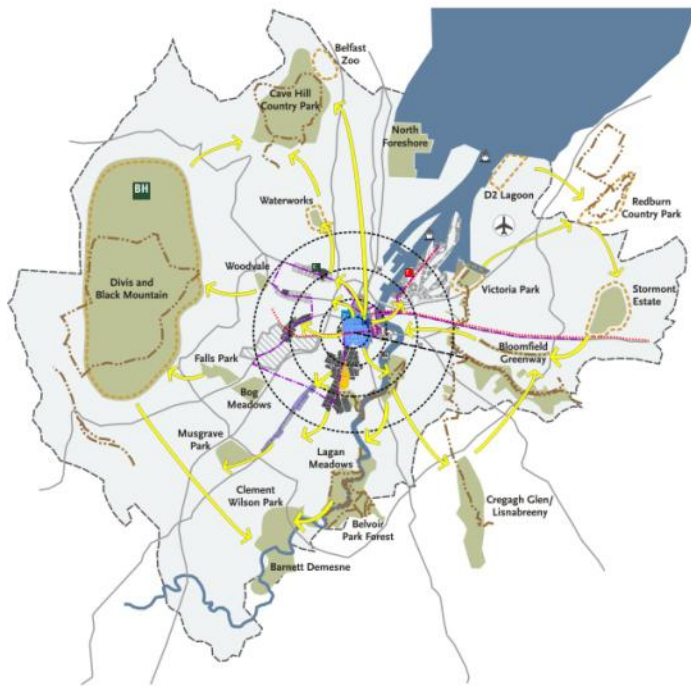 Belfast
Zoo
Cave Hill
Country Park
North
Foreshore
D2 Lagoon
Redburn
Country Park
BH
Waterworks
Woodvale
Divis and
Black Mountain
Victoria Park
Stormont
Estate
Bloomfield
Greenway
Falls Park
Bog
Meadows
Musgrave
Park
Lagan
Meadows
Clement
Wilson Park
Cregagh Glen/
Lisnabreeny
Belvoir
Park Forest
Barnett Demesne